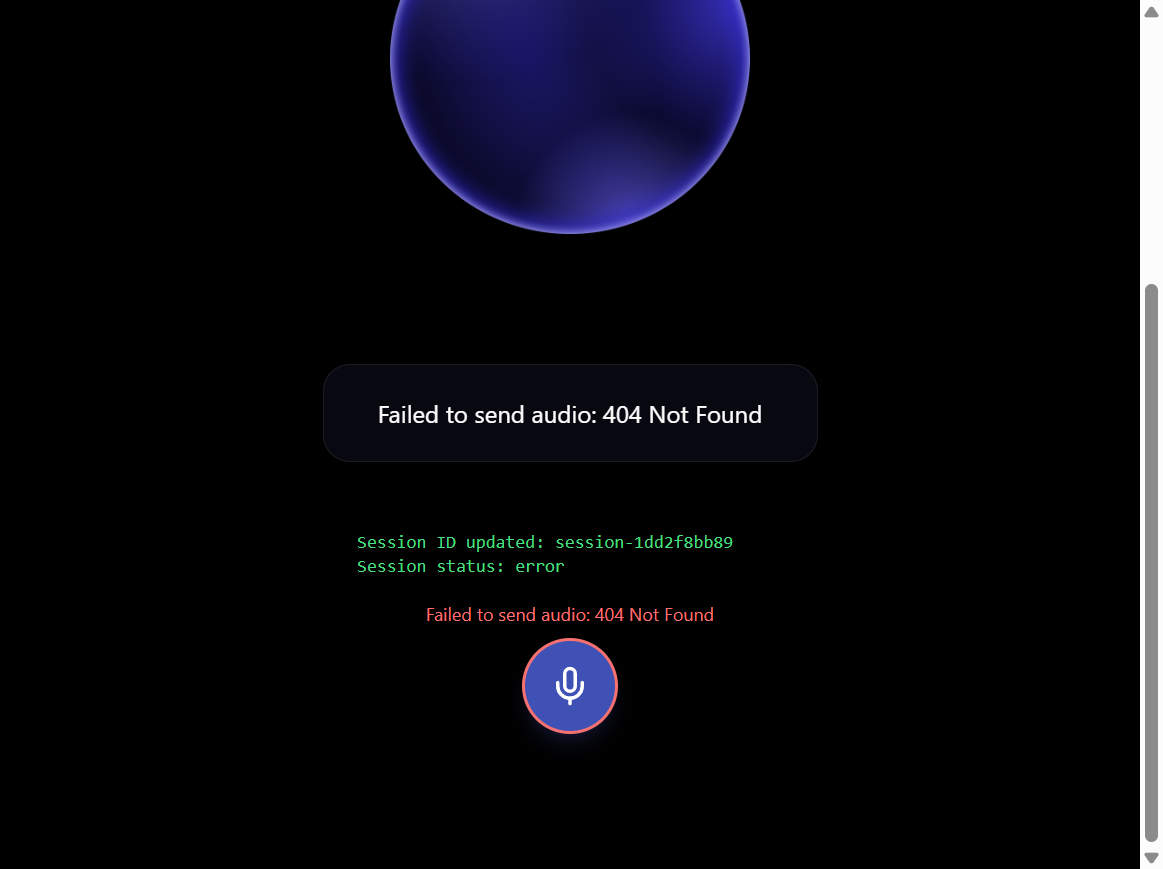 Failed to send audio: 404 Not Found
Session ID updated: session-1dd2f8bb89
Session status: error
Failed to send audio: 404 Not Found